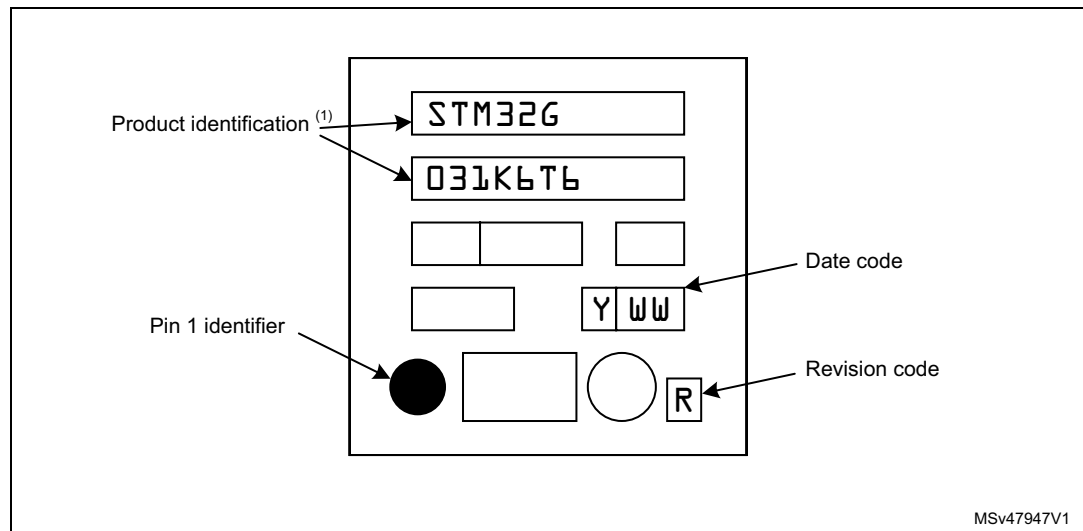 STM32G
Product identification (1)
031K6T6
Date code
Y WW
Pin 1 identifier
Revision code
R
MSv47947V1